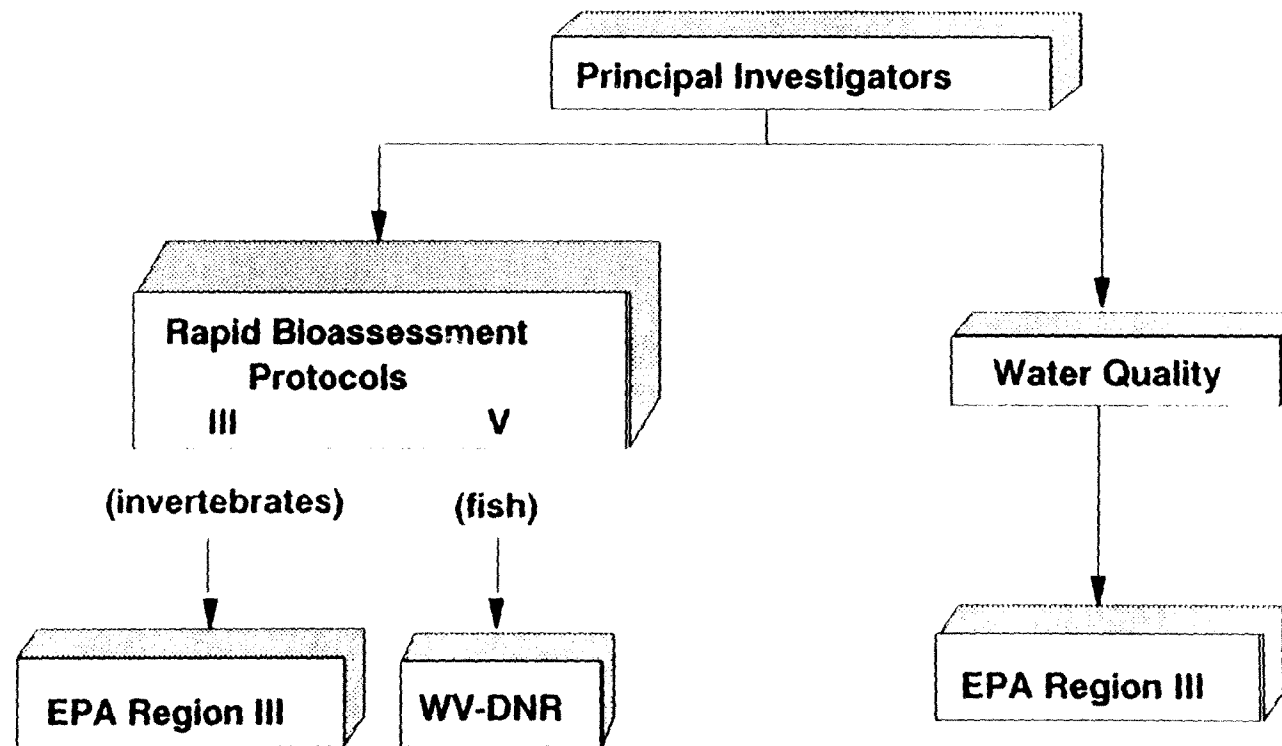 Principal Investigators
Rapid Bioassessment
Protocols
III V
Water Quality
(invertebrates) (fish)
EPA Region III
WV-DNR
EPA Region III